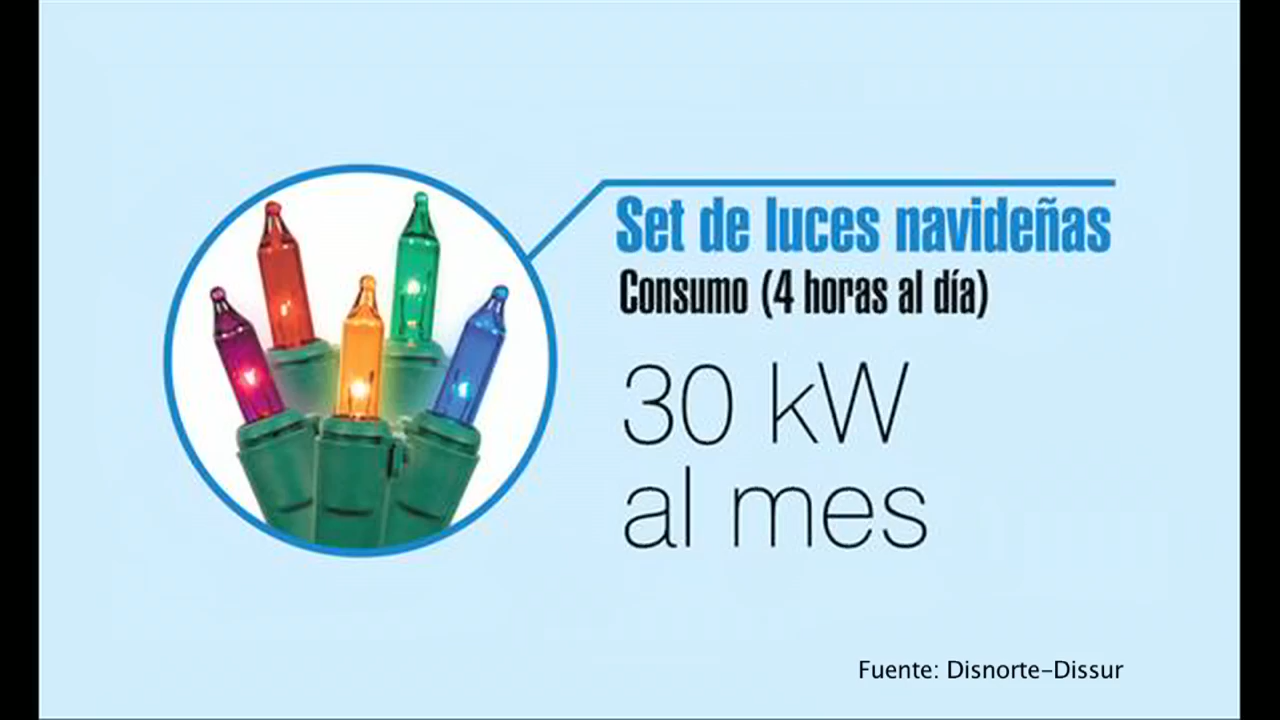 Set de luces navideñas
Consumo (4 horas al día)
30 kW
al mes
Fuente: Disnorte-Dissur